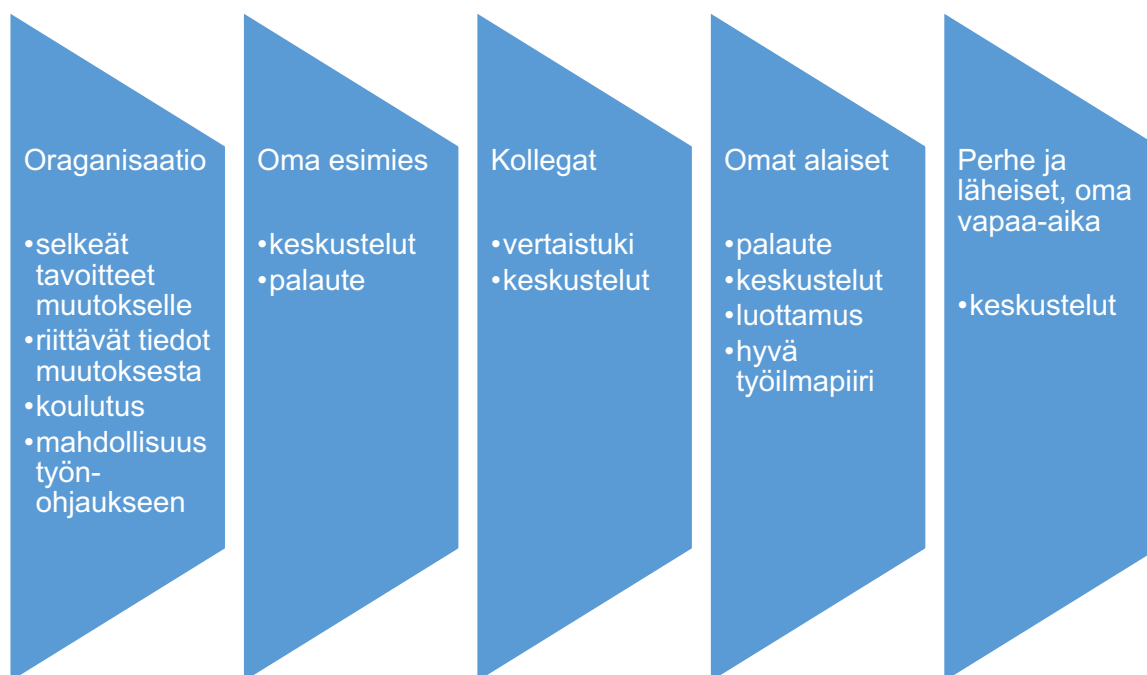 Oraganisaatio
•selkeät
tavoitteet
muutokselle
•riittävät tiedot
muutoksesta
•koulutus
•mahdollisuus
työn-
ohjaukseen
Oma esimies
•keskustelut
•palaute
Kollegat
•vertaistuki
•keskustelut
Omat alaiset
•palaute
•keskustelut
•luottamus
•hyvä
työilmapiiri
Perhe ja
läheiset, oma
vapaa-aika
•keskustelut